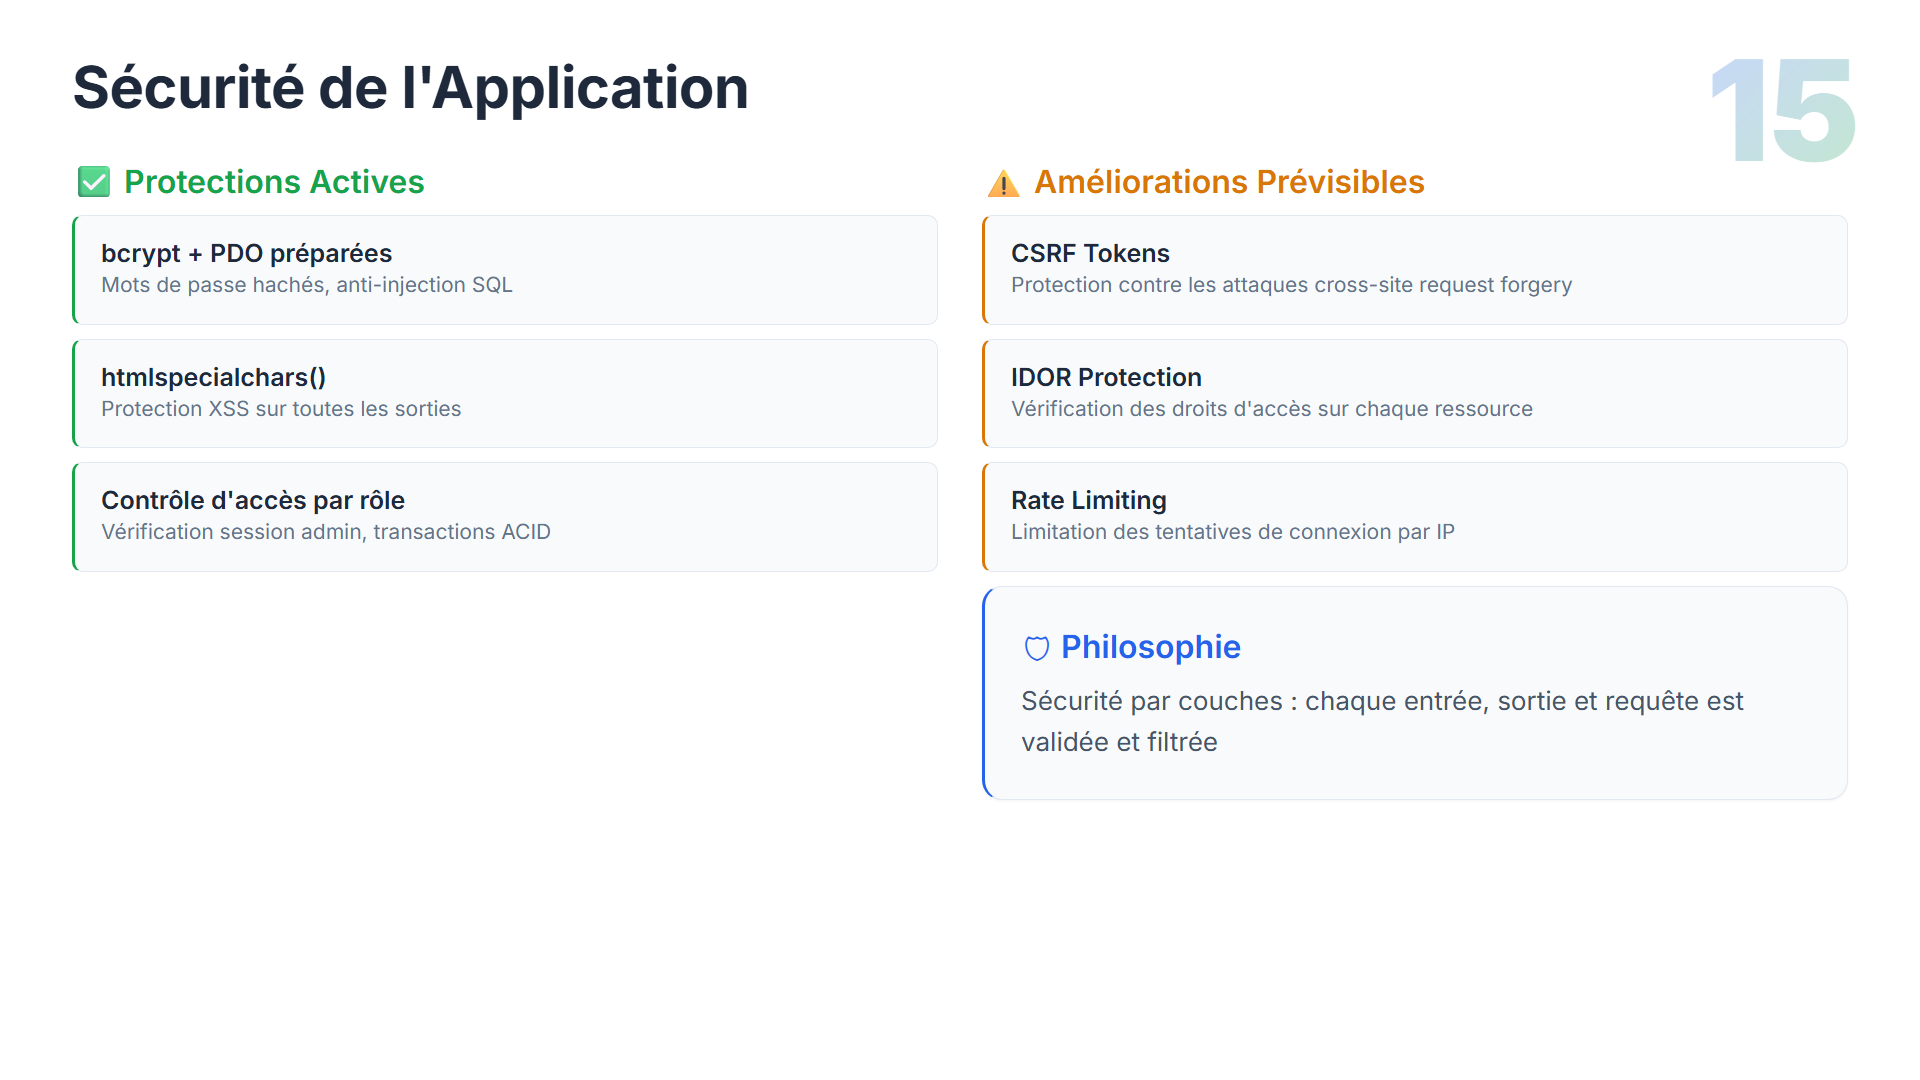 Sécurité de l'Application
15
✅ Protections Actives
bcrypt + PDO préparées
Mots de passe hachés, anti-injection SQL
htmlspecialchars()
Protection XSS sur toutes les sorties
Contrôle d'accès par rôle
Vérification session admin, transactions ACID
⚠️ Améliorations Prévisibles
CSRF Tokens
Protection contre les attaques cross-site request forgery
IDOR Protection
Vérification des droits d'accès sur chaque ressource
Rate Limiting
Limitation des tentatives de connexion par IP
Philosophie
Sécurité par couches : chaque entrée, sortie et requête est
validée et filtrée